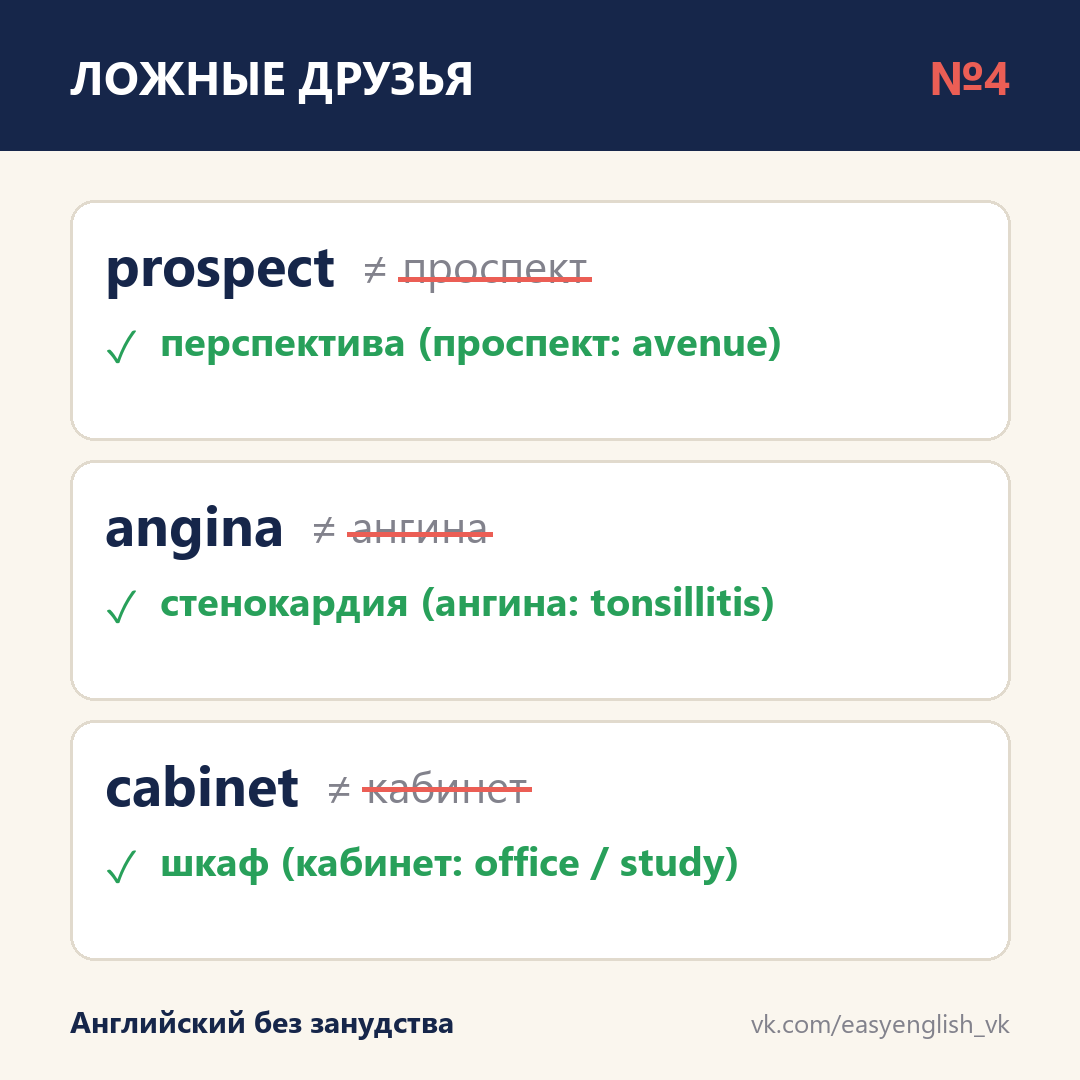 ЛОЖНЫЕ ДРУЗЬЯ №4
prospect ≠ проспект
✓ перспектива (проспект: avenue)
angina ≠ ангина
✓ стенокардия (ангина: tonsillitis)
cabinet ≠ кабинет
✓ шкаф (кабинет: office / study)
Английский без занудства vk.com/easyenglish_vk